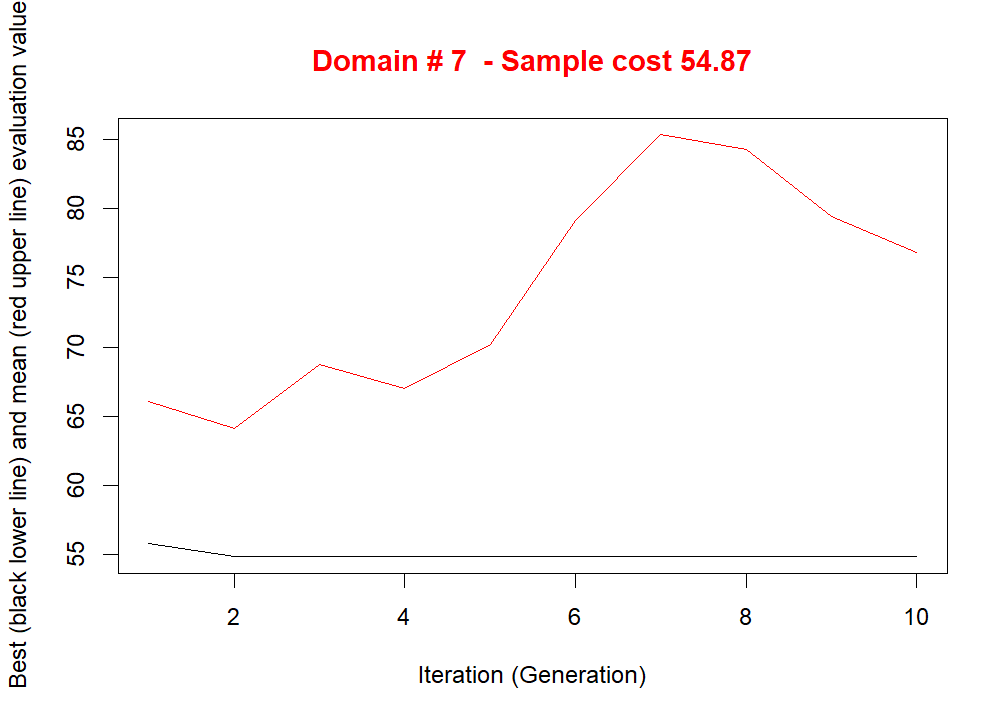 Domain # 7  - Sample cost 54.87
Best (black lower line) and mean (red upper line) evaluation value
85
80
75
70
65
60
55
2 4 6 8 10
Iteration (Generation)